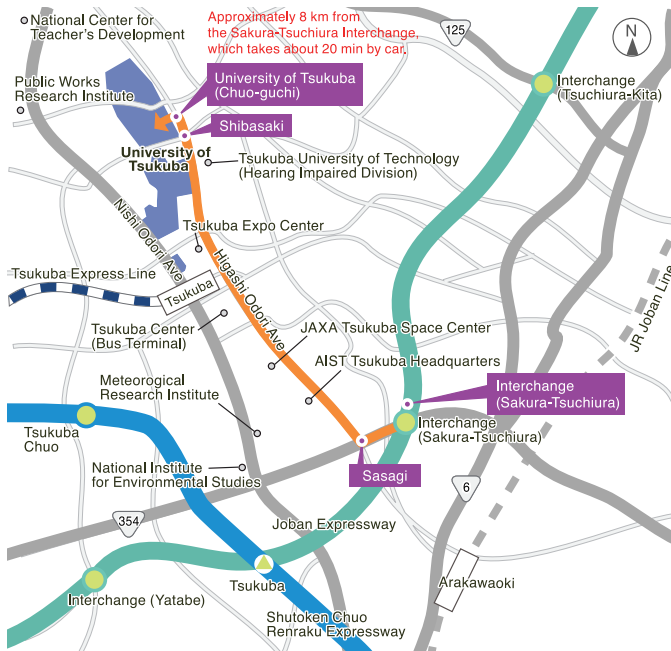 National Center for
Teacher's Development
Approximately 8 km from
the Sakura-Tsuchiura Interchange,
which takes about 20 min by car.
125
N
Public Works
Research Institute
University of Tsukuba
(Chuo-guchi)
Interchange
(Tsuchiura-Kita)
Shibasaki
University of
Tsukuba
Tsukuba University of Technology
(Hearing Impaired Division)
Nishi Odori Ave
Tsukuba Expo Center
Higashi Odori Ave
Tsukuba Express Line
Tsukuba
JR Joban Line
Tsukuba Center
(Bus Terminal)
JAXA Tsukuba Space Center
AIST Tsukuba Headquarters
Meteorogical
Research Institute
Interchange
(Sakura-Tsuchiura)
Tsukuba
Chuo
Interchange
(Sakura-Tsuchiura)
National Institute
for Environmental Studies
Sasagi
6
354
Joban Expressway
Arakawaoki
Tsukuba
Interchange (Yatabe)
Shutoken Chuo
Renraku Expressway